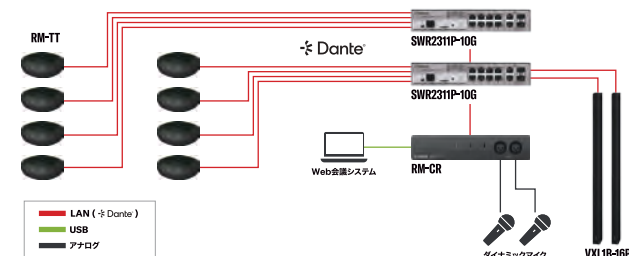 RM-TT
SWR2311P-10G
Dante
SWR2311P-10G
Web会議システム
RM-CR
LAN ( Dante )
USB
アナログ
ダイナミックマイク
VXL1B-16P